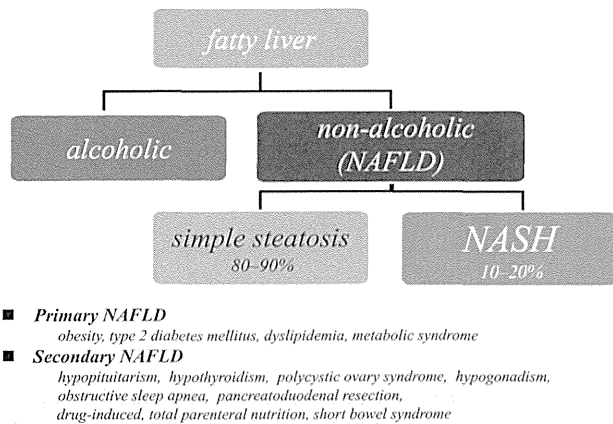 fatty liver
alcoholic
non-alcoholic
(NAFLD)
simple steatosis
80–90%
NASH
10–20%
■ Primary NAFLD
obesity, type 2 diabetes mellitus, dyslipidemia, metabolic syndrome
■ Secondary NAFLD
hypopituitarism, hypothyroidism, polycystic ovary syndrome, hypogonadism,
obstructive sleep apnea, pancreatoduodenal resection,
drug-induced, total parenteral nutrition, short bowel syndrome